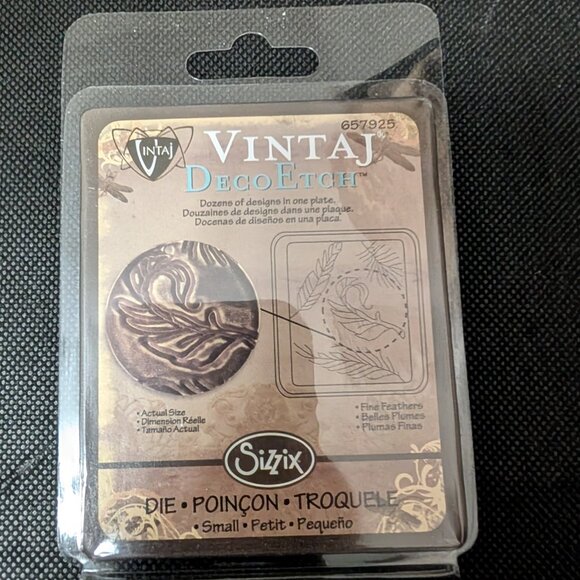 657925
VINTAJ
VINTAJ®
DECOETCH™
Dozens of designs in one plate.
Douzaines de designs dans une plaque.
Docenas de diseños en una placa.
• Actual Size
• Dimension Réelle
• Tamaño Actual
• Fine Feathers
• Belles Plumes
• Plumas Finas
Sizzix
DIE • POINÇON • TROQUELE
• Small • Petit • Pequeño